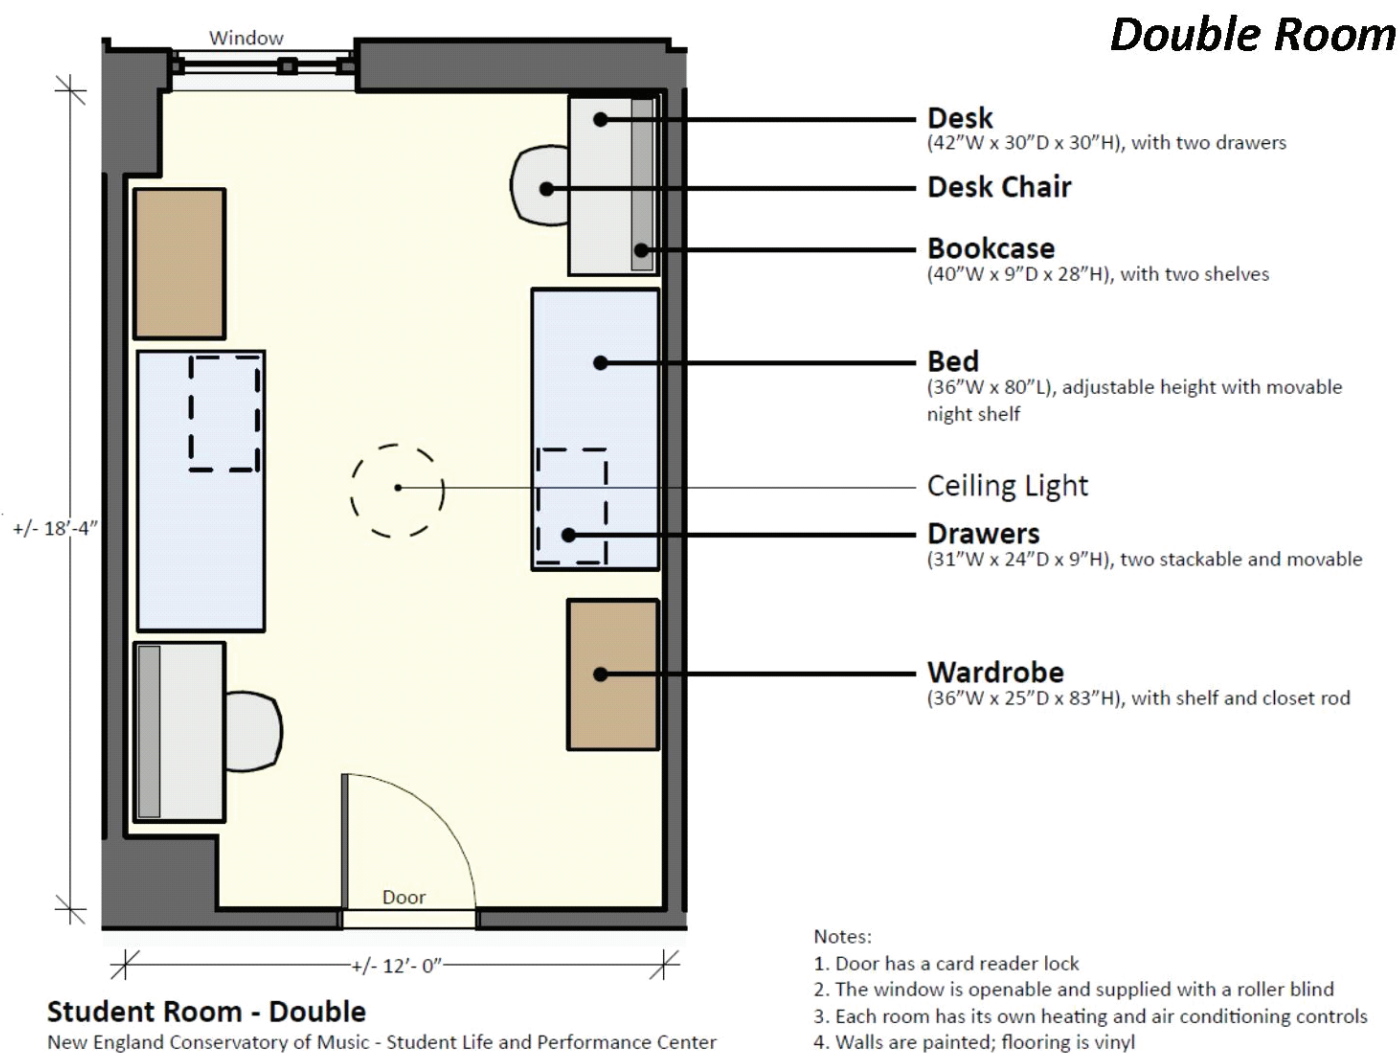 Double Room
Window
Desk
(42”W x 30”D x 30”H), with two drawers
Desk Chair
Bookcase
(40”W x 9”D x 28”H), with two shelves
Bed
(36”W x 80”L), adjustable height with movable
night shelf
Ceiling Light
+/- 18’-4”
Drawers
(31”W x 24”D x 9”H), two stackable and movable
Wardrobe
(36”W x 25”D x 83”H), with shelf and closet rod
Door
+/- 12’- 0”
Student Room - Double
New England Conservatory of Music - Student Life and Performance Center
Notes:
1. Door has a card reader lock
2. The window is openable and supplied with a roller blind
3. Each room has its own heating and air conditioning controls
4. Walls are painted; flooring is vinyl